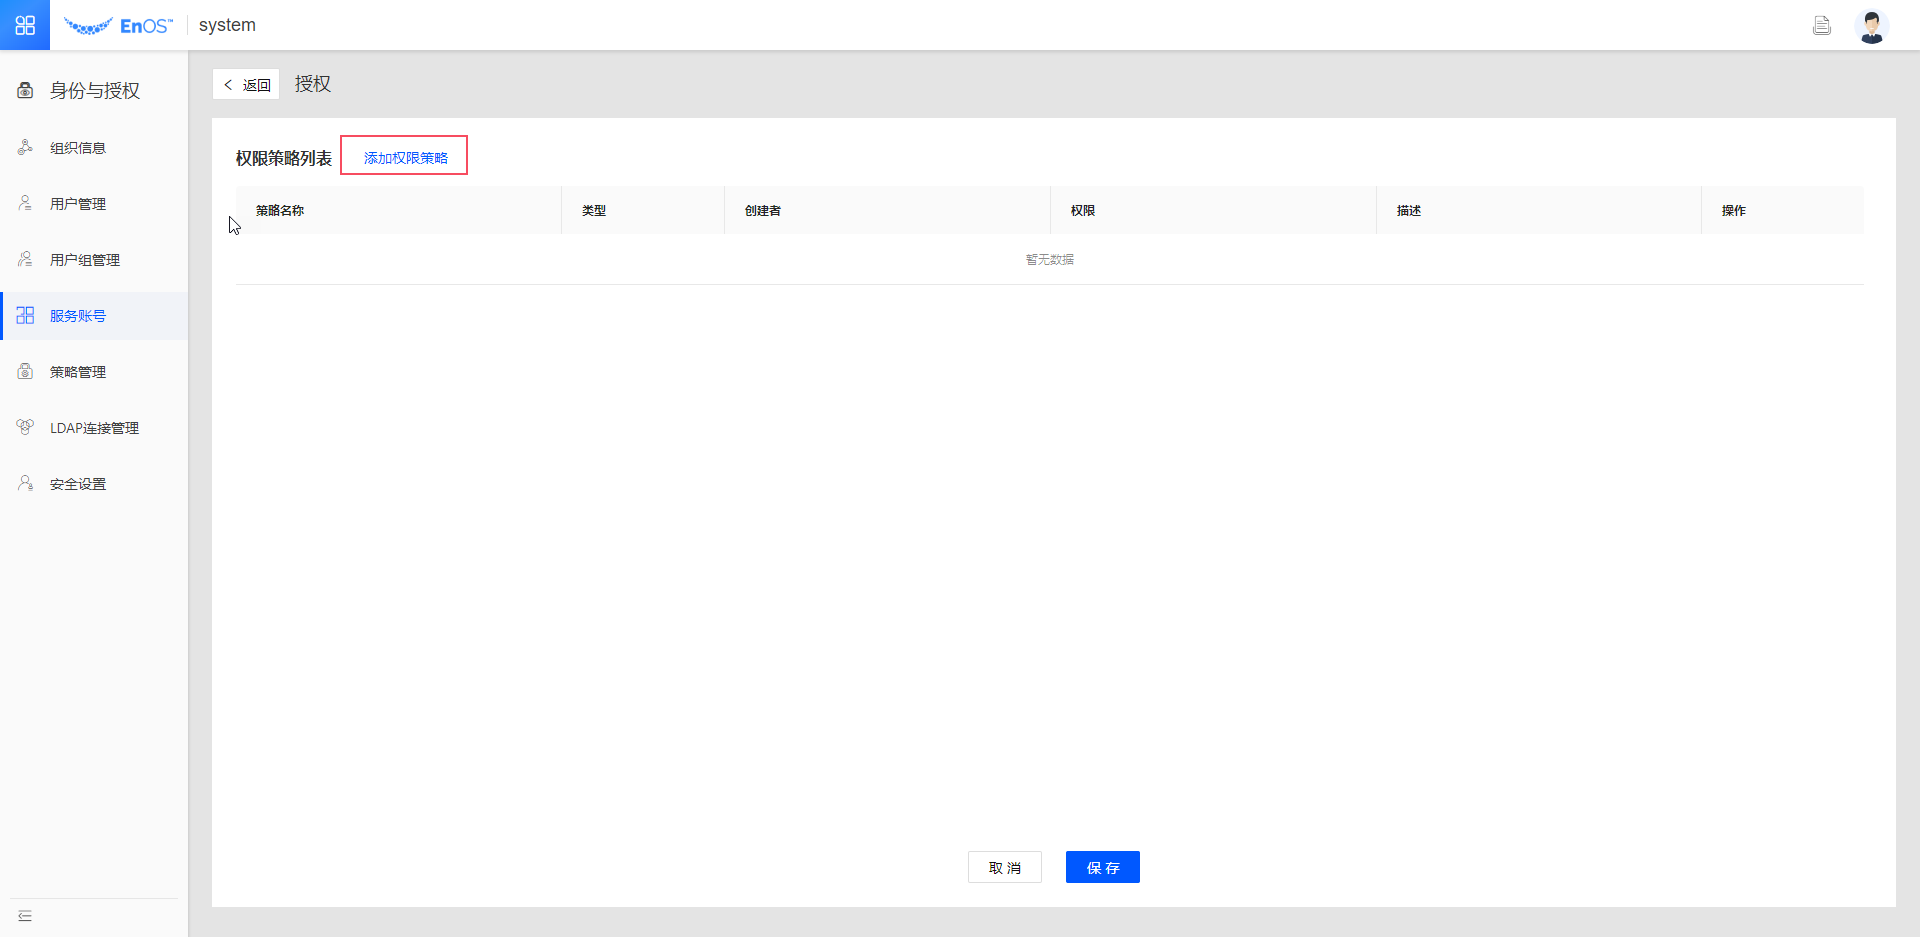 EnOS™ system
身份与授权
组织信息
用户管理
用户组管理
服务账号
策略管理
LDAP连接管理
安全设置
返回 授权
权限策略列表 添加权限策略
策略名称 类型 创建者 权限 描述 操作
暂无数据
取 消 保 存